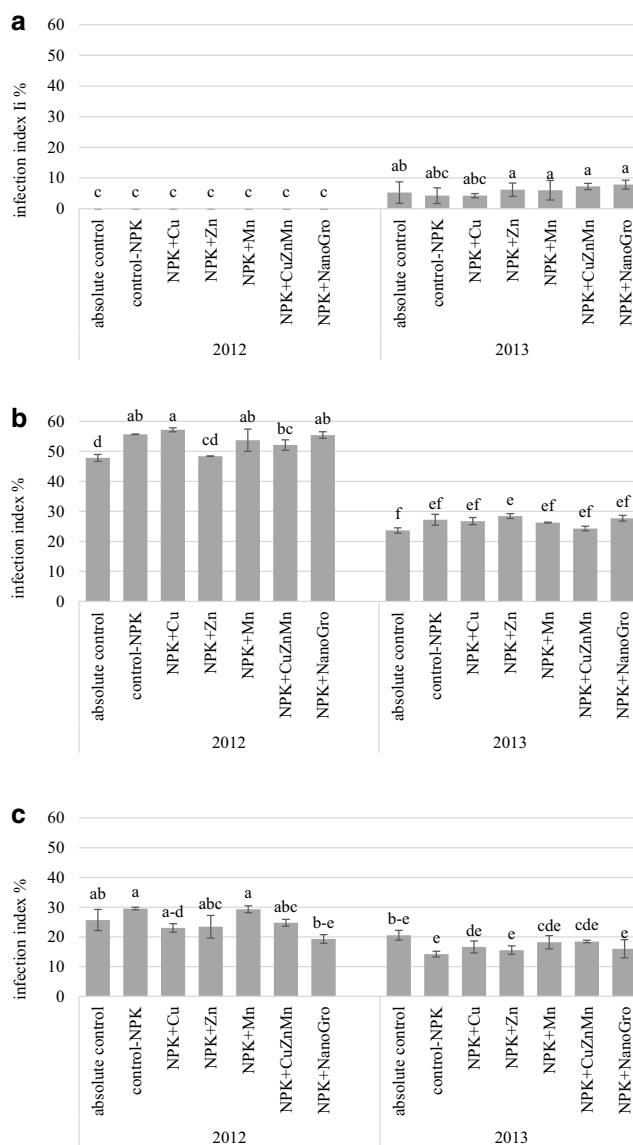 a
infection index Ii %
60
50
40
30
20
10
0
c c c c c c c
ab abc abc a a a a
absolute control
control-NPK
NPK+Cu
NPK+Zn
NPK+Mn
NPK+CuZnMn
NPK+NanoGro
absolute control
control-NPK
NPK+Cu
NPK+Zn
NPK+Mn
NPK+CuZnMn
NPK+NanoGro
2012 2013
b
infection index %
60
50
40
30
20
10
0
d ab a cd ab bc ab
f ef ef e ef ef ef
absolute control
control-NPK
NPK+Cu
NPK+Zn
NPK+Mn
NPK+CuZnMn
NPK+NanoGro
absolute control
control-NPK
NPK+Cu
NPK+Zn
NPK+Mn
NPK+CuZnMn
NPK+NanoGro
2012 2013
c
infection index %
60
50
40
30
20
10
0
ab a a-d abc a abc b-e
b-e e de e cde cde e
absolute control
control-NPK
NPK+Cu
NPK+Zn
NPK+Mn
NPK+CuZnMn
NPK+NanoGro
absolute control
control-NPK
NPK+Cu
NPK+Zn
NPK+Mn
NPK+CuZnMn
NPK+NanoGro
2012 2013